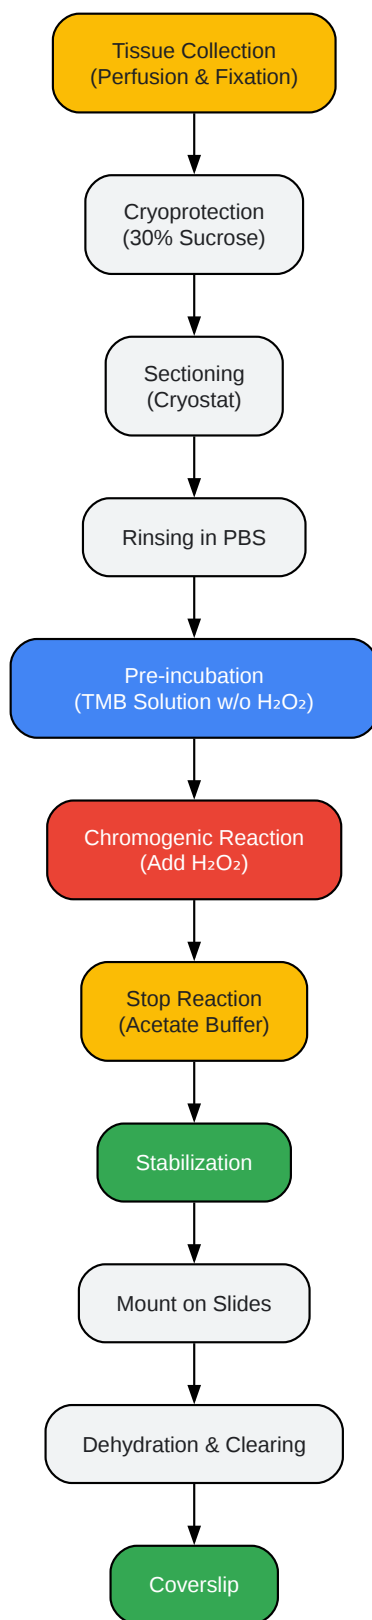 Tissue Collection
(Perfusion & Fixation)
Cryoprotection
(30% Sucrose)
Sectioning
(Cryostat)
Rinsing in PBS
Pre-incubation
(TMB Solution w/o H₂O₂)
Chromogenic Reaction
(Add H₂O₂)
Stop Reaction
(Acetate Buffer)
Stabilization
Mount on Slides
Dehydration & Clearing
Coverslip